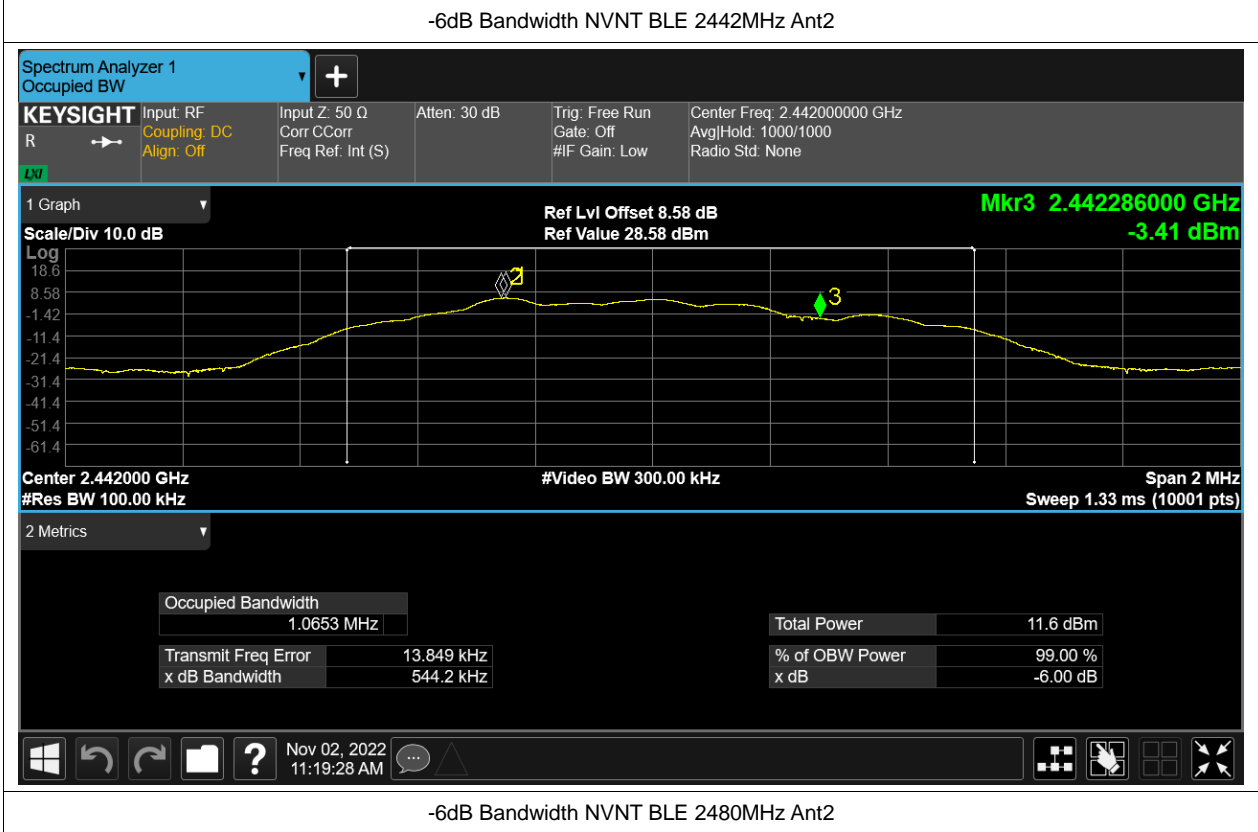 -6dB Bandwidth NVNT BLE 2442MHz Ant2
Spectrum Analyzer 1
Occupied BW
KEYSIGHT
R
LXI
Input: RF
Coupling: DC
Align: Off
Input Z: 50 Ω
Corr CCorr
Freq Ref: Int (S)
Atten: 30 dB
Trig: Free Run
Gate: Off
#IF Gain: Low
Center Freq: 2.442000000 GHz
Avg|Hold: 1000/1000
Radio Std: None
1 Graph
Scale/Div 10.0 dB
Ref Lvl Offset 8.58 dB
Ref Value 28.58 dBm
Mkr3 2.442286000 GHz
-3.41 dBm
Log
18.6
8.58
-1.42
-11.4
-21.4
-31.4
-41.4
-51.4
-61.4
3
Center 2.442000 GHz
#Res BW 100.00 kHz
#Video BW 300.00 kHz
Span 2 MHz
Sweep 1.33 ms (10001 pts)
2 Metrics
Occupied Bandwidth
1.0653 MHz
Transmit Freq Error 13.849 kHz
x dB Bandwidth 544.2 kHz
Total Power 11.6 dBm
% of OBW Power 99.00 %
x dB -6.00 dB
Nov 02, 2022
11:19:28 AM
-6dB Bandwidth NVNT BLE 2480MHz Ant2